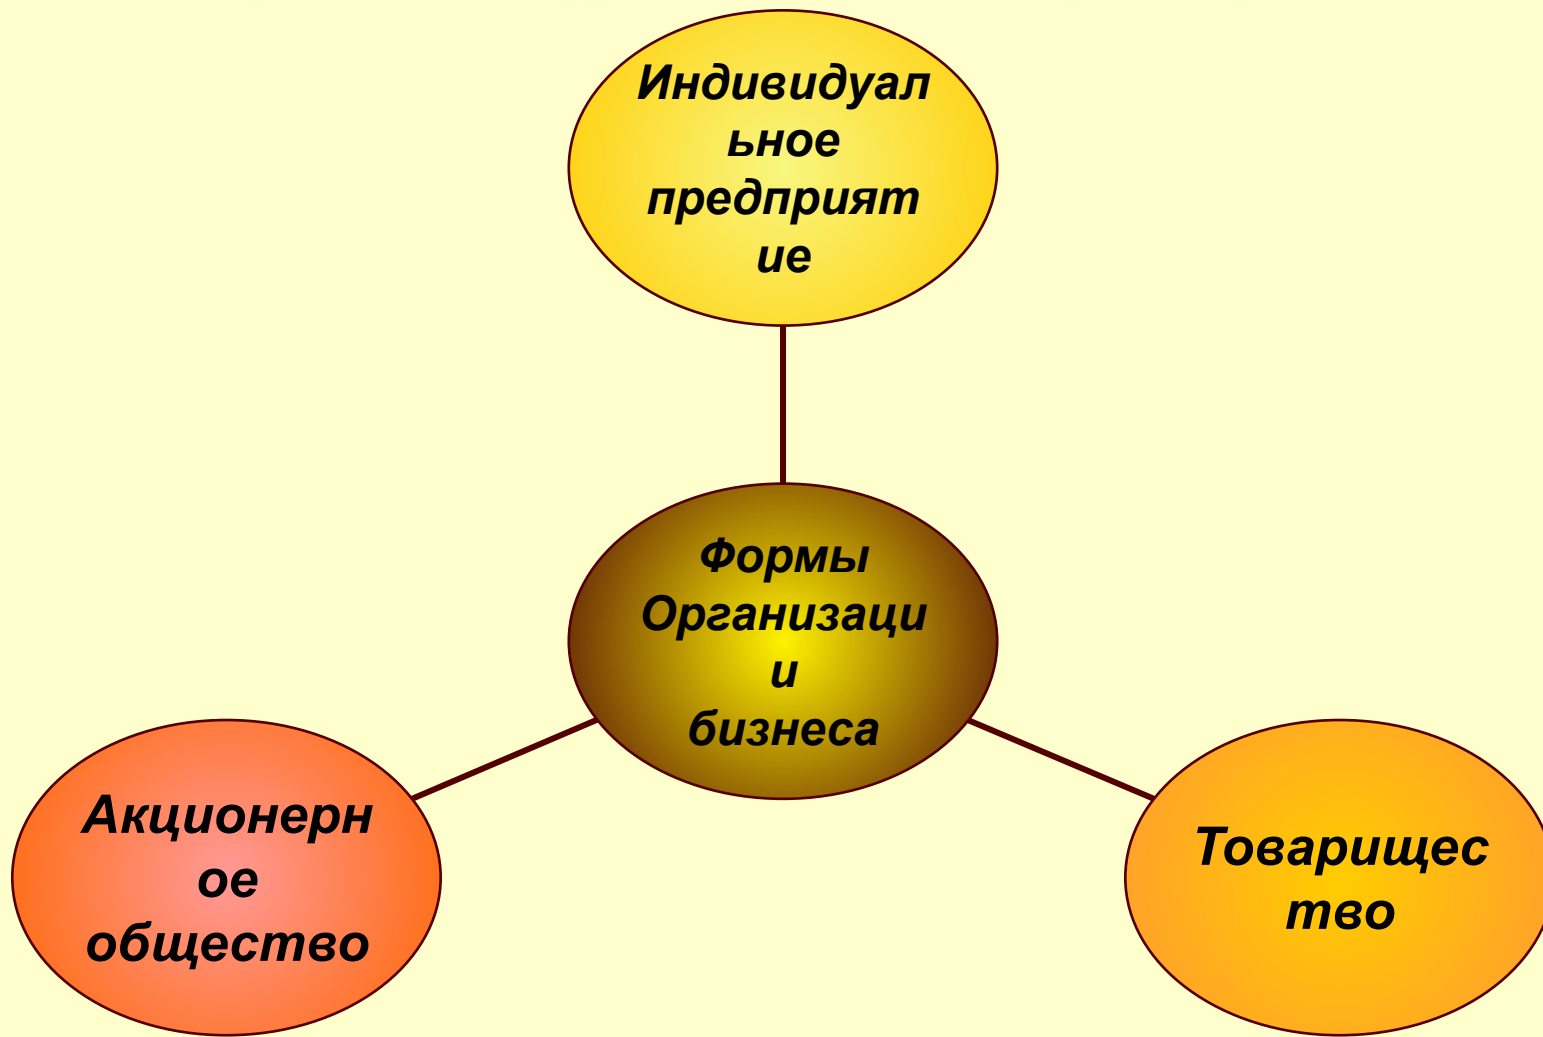 Индивидуал
ьное
предприят
ие
Формы
Организаци
и
бизнеса
Акционерн
ое
общество
Товарищес
тво